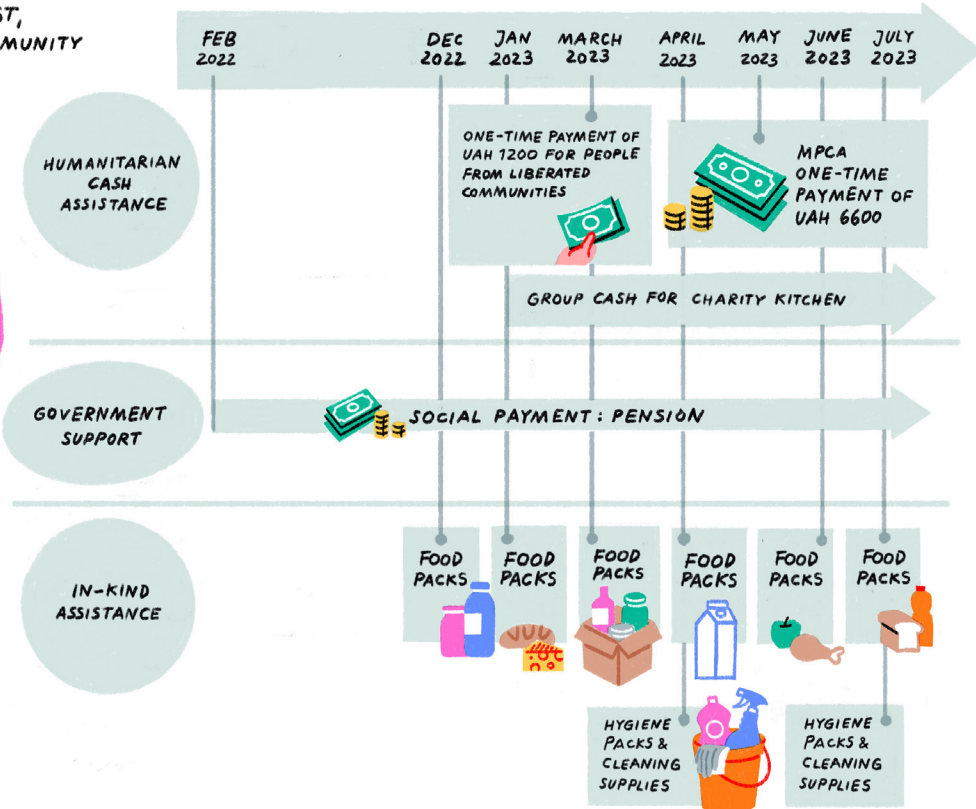 ST,
MUNITY
FEB
2022
DEC
2022
JAN
2023
MARCH
2023
APRIL
2023
MAY
2023
JUNE
2023
JULY
2023
HUMANITARIAN
CASH
ASSISTANCE
ONE-TIME PAYMENT OF
UAH 1200 FOR PEOPLE
FROM LIBERATED
COMMUNITIES
MPCA
ONE-TIME
PAYMENT OF
UAH 6600
GROUP CASH FOR CHARITY KITCHEN
GOVERNMENT
SUPPORT
SOCIAL PAYMENT: PENSION
IN-KIND
ASSISTANCE
FOOD
PACKS
FOOD
PACKS
FOOD
PACKS
FOOD
PACKS
FOOD
PACKS
FOOD
PACKS
HYGIENE
PACKS &
CLEANING
SUPPLIES
HYGIENE
PACKS &
CLEANING
SUPPLIES